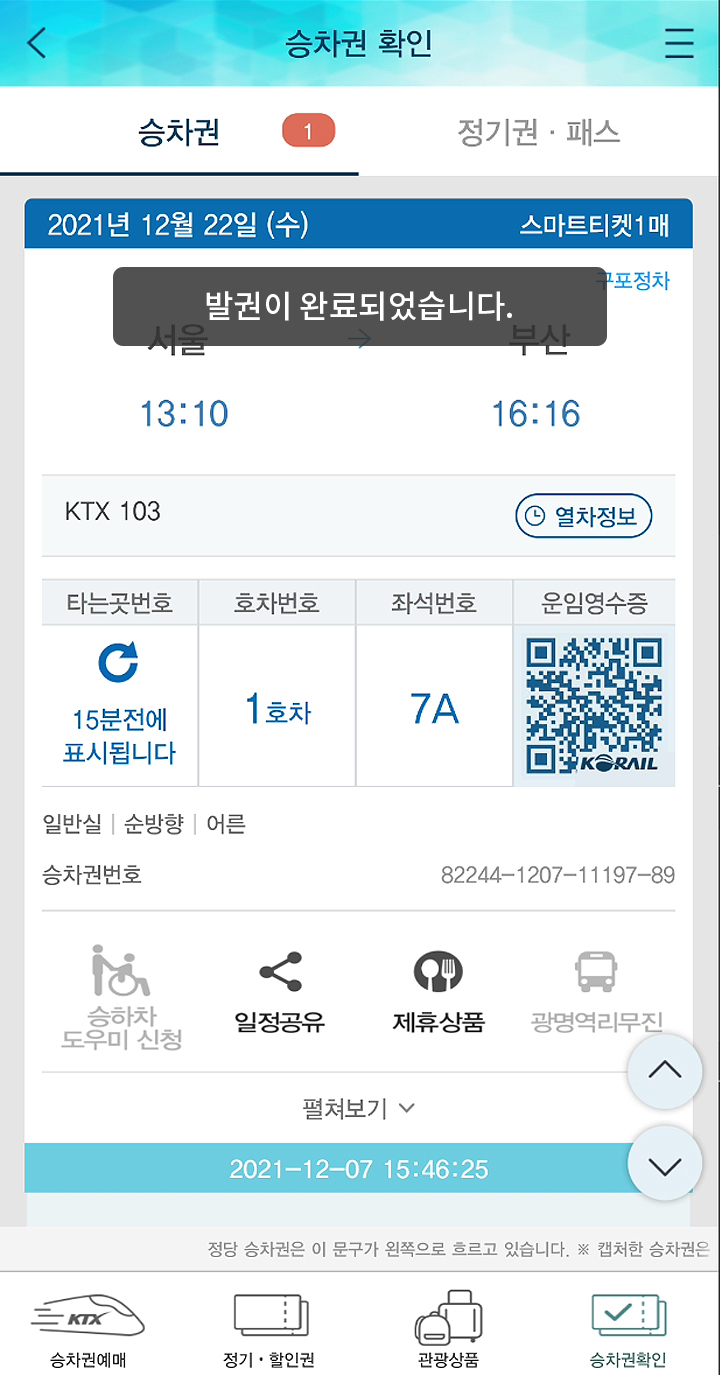 승차권 확인
승차권
1
정기권 · 패스
2021년 12월 22일 (수)
스마트티켓1매
구포정차
발권이 완료되었습니다.
서울 → 부산
13:10
16:16
KTX 103
열차정보
타는곳번호
호차번호
좌석번호
운임영수증
15분전에
표시됩니다
1호차
7A
KORAIL
일반실 | 순방향 | 어른
승차권번호
82244-1207-11197-89
승하차
도우미 신청
일정공유
제휴상품
광명역리무진
펼쳐보기
2021-12-07 15:46:25
정당 승차권은 이 문구가 왼쪽으로 흐르고 있습니다. ※ 캡처한 승차권은
KTX
승차권예매
정기 · 할인권
관광상품
승차권확인